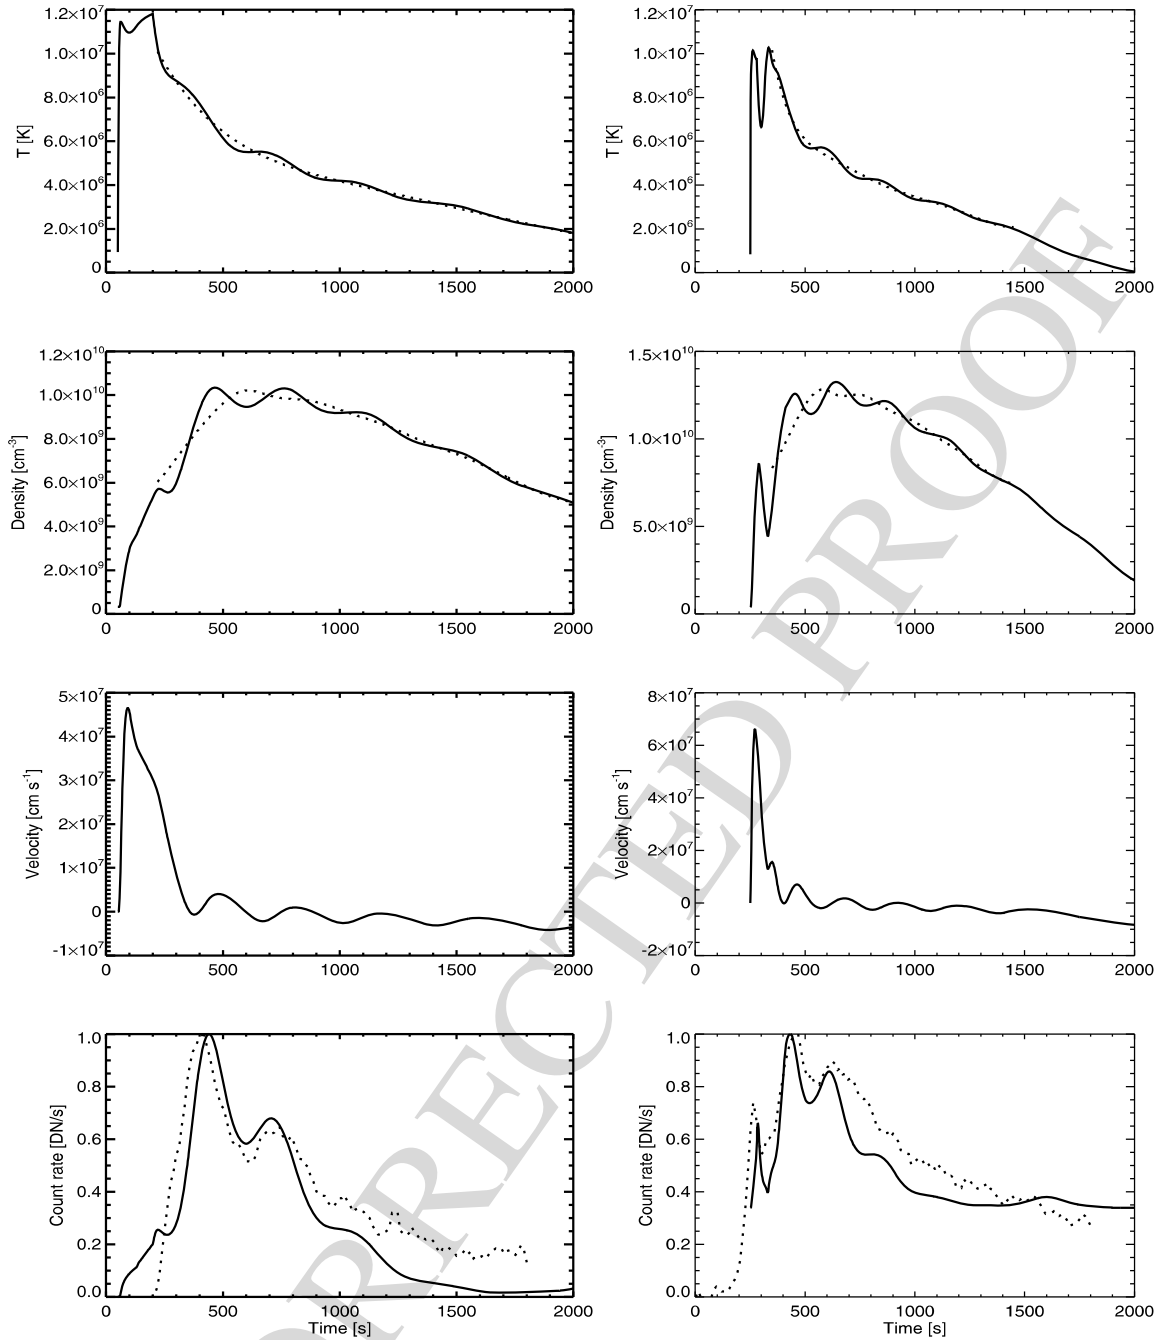 1.2×10⁷ 1.2×10⁷
1.0×10⁷ 1.0×10⁷
8.0×10⁶ 8.0×10⁶
T [K] T [K]
6.0×10⁶ 6.0×10⁶
4.0×10⁶ 4.0×10⁶
2.0×10⁶ 2.0×10⁶
0 0
0 500 1000 1500 2000 0 500 1000 1500 2000
1.2×10¹⁰ 1.5×10¹⁰
1.0×10¹⁰
8.0×10⁹ 1.0×10¹⁰
Density [cm⁻³] Density [cm⁻³]
6.0×10⁹
4.0×10⁹ 5.0×10⁹
2.0×10⁹
0 0
0 500 1000 1500 2000 0 500 1000 1500 2000
5×10⁷ 8×10⁷
4×10⁷ 6×10⁷
3×10⁷ 4×10⁷
Velocity [cm s⁻¹] Velocity [cm s⁻¹]
2×10⁷ 2×10⁷
1×10⁷
0 0
-1×10⁷ -2×10⁷
0 500 1000 1500 2000 0 500 1000 1500 2000
1.0 1.0
0.8 0.8
0.6 0.6
Count rate [DN/s] Count rate [DN/s]
0.4 0.4
0.2 0.2
0.0 0.0
0 500 1000 1500 2000 0 500 1000 1500 2000
Time [s] Time [s]
ORRECTED PROOF